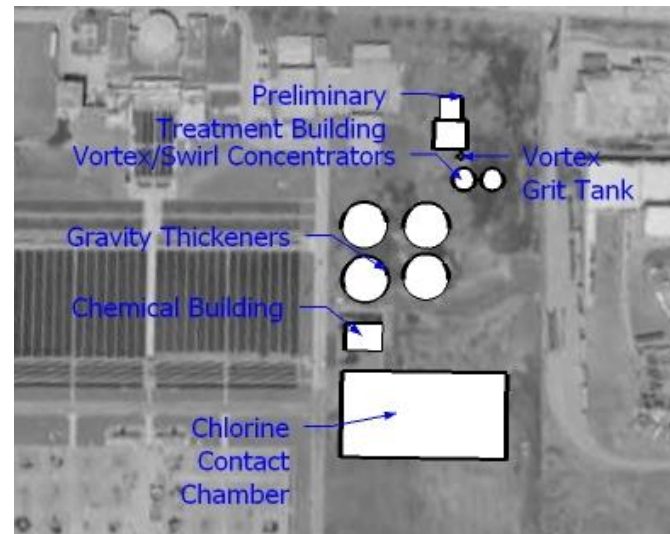 Preliminary
Treatment Building
Vortex/Swirl Concentrators
Vortex
Grit Tank
Gravity Thickeners
Chemical Building
Chlorine
Contact
Chamber